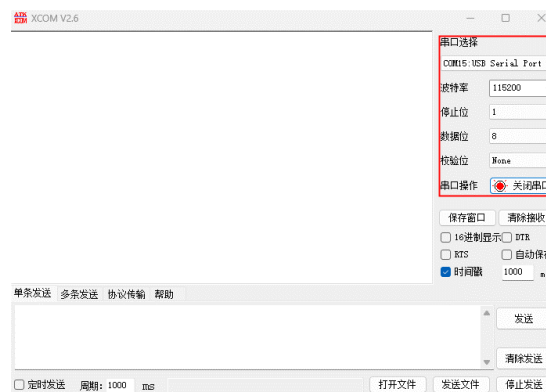 ATK XCOM XCOM V2.6
串口选择
COM15:USB Serial Port
波特率 115200
停止位 1
数据位 8
校验位 None
串口操作 关闭串口
保存窗口 清除接收
16进制显示 DTR
RTS 自动保存
时间戳 1000 m
单条发送 多条发送 协议传输 帮助
发送
清除发送
定时发送 周期: 1000 ms 打开文件 发送文件 停止发送